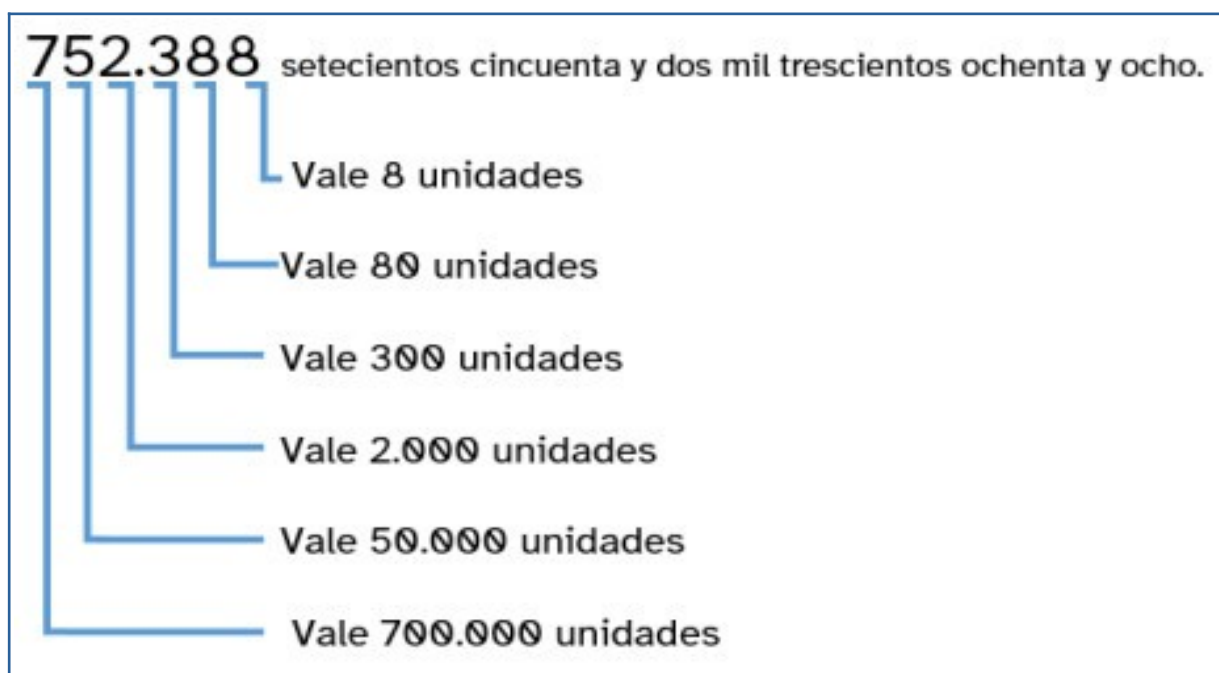 752.388 setecientos cincuenta y dos mil trescientos ochenta y ocho.
Vale 8 unidades
Vale 80 unidades
Vale 300 unidades
Vale 2.000 unidades
Vale 50.000 unidades
Vale 700.000 unidades